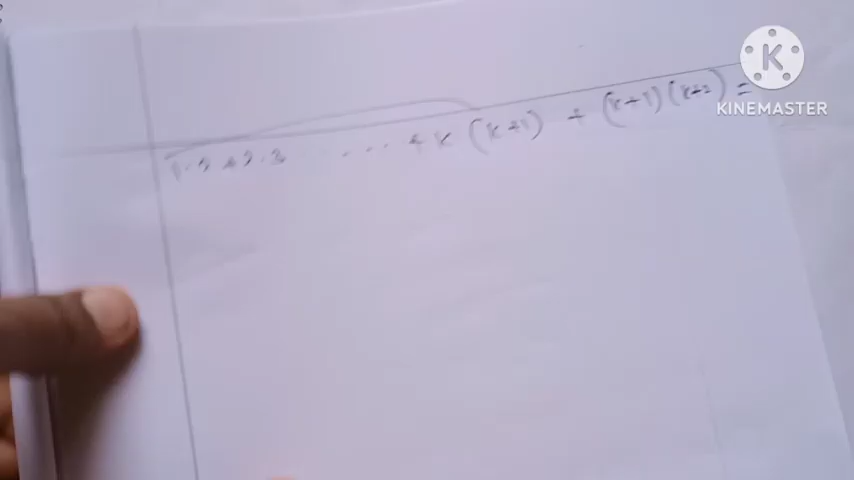 1.2 +2.3 .... + k (k+1) + (k+1)(k+2) =
KINEMASTER